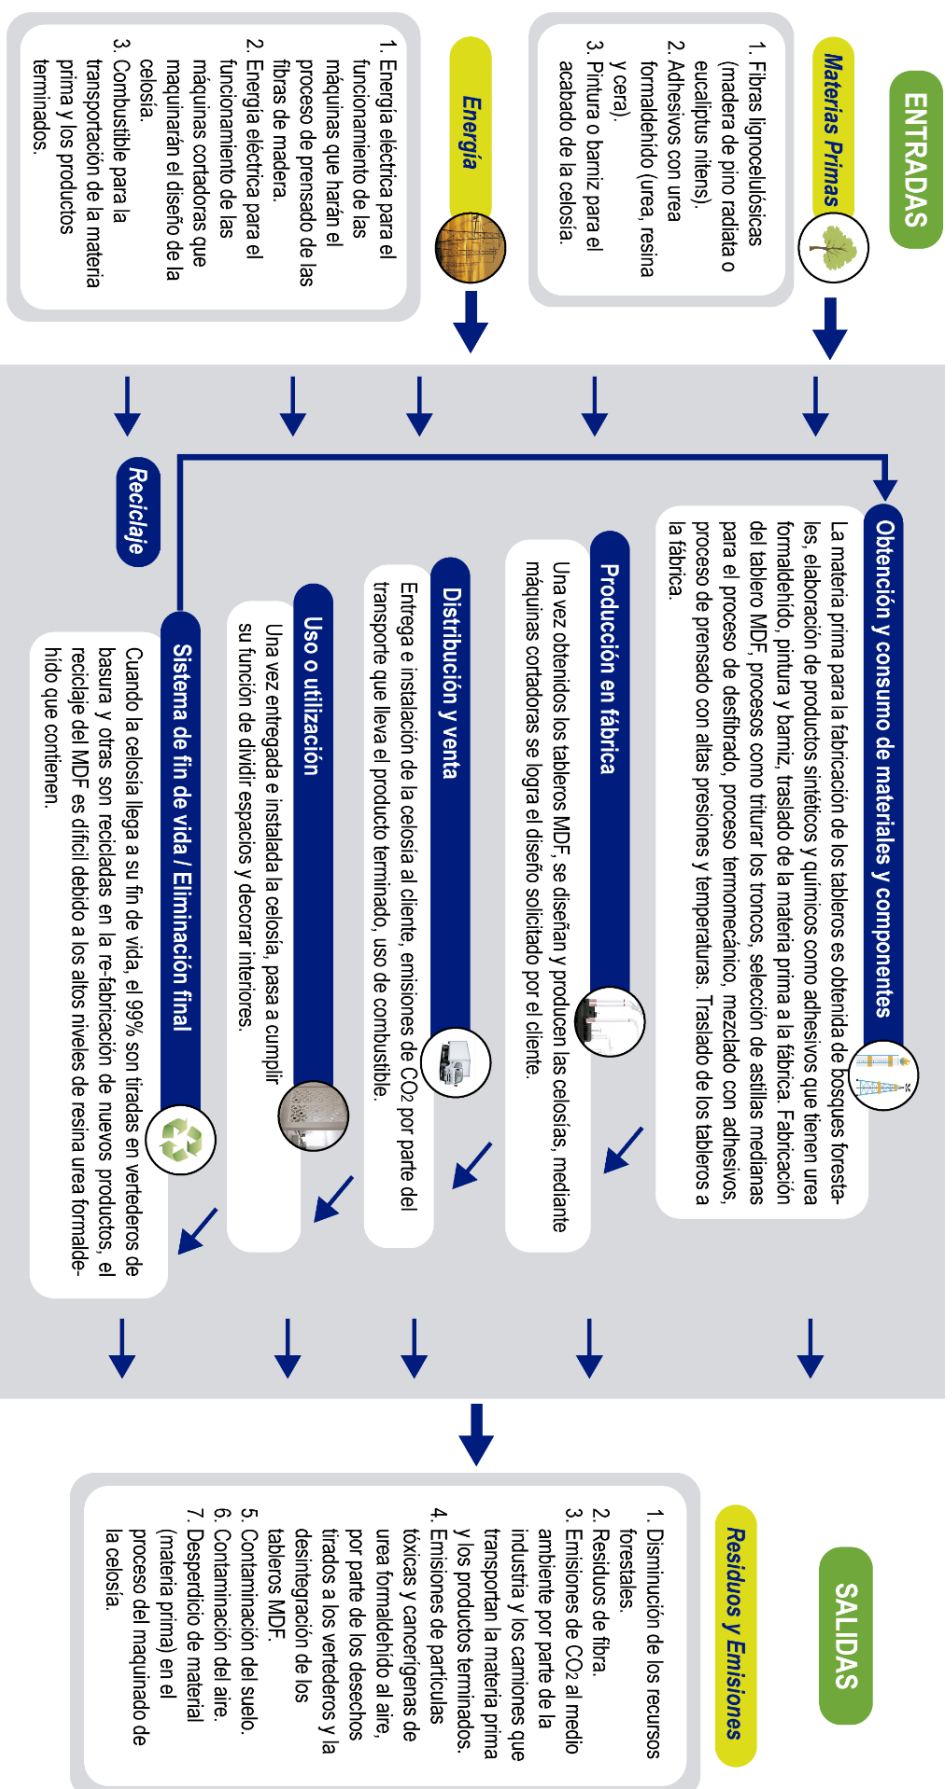 ENTRADAS
Materias Primas
1. Fibras lignocelulósicas
(madera de pino radiata o
eucaliptus nitens).
2. Adhesivos con urea
formaldehído (urea, resina
y cera).
3. Pintura o barniz para el
acabado de la celosía.
Energía
1. Energía eléctrica para el
funcionamiento de las
máquinas que harán el
proceso de prensado de las
fibras de madera.
2. Energía eléctrica para el
funcionamiento de las
máquinas cortadoras que
maquinarán el diseño de la
celosía.
3. Combustible para la
transportación de la materia
prima y los productos
terminados.
Obtención y consumo de materiales y componentes
La materia prima para la fabricación de los tableros es obtenida de bosques foresta-
les, elaboración de productos sintéticos y químicos como adhesivos que tienen urea
formaldehído, pintura y barniz, traslado de la materia prima a la fábrica. Fabricación
del tablero MDF, procesos como triturar los troncos, selección de astillas medianas
para el proceso de desfibrado, proceso termomecánico, mezclado con adhesivos,
proceso de prensado con altas presiones y temperaturas. Traslado de los tableros a
la fábrica.
Producción en fábrica
Una vez obtenidos los tableros MDF, se diseñan y producen las celosías, mediante
máquinas cortadoras se logra el diseño solicitado por el cliente.
Distribución y venta
Entrega e instalación de la celosía al cliente, emisiones de CO2 por parte del
transporte que lleva el producto terminado, uso de combustible.
Uso o utilización
Una vez entregada e instalada la celosía, pasa a cumplir
su función de dividir espacios y decorar interiores.
Reciclaje
Sistema de fin de vida / Eliminación final
Cuando la celosía llega a su fin de vida, el 99% son tiradas en vertederos de
basura y otras son recicladas en la re-fabricación de nuevos productos, el
reciclaje del MDF es difícil debido a los altos niveles de resina urea formalde-
hído que contienen.
SALIDAS
Residuos y Emisiones
1. Disminución de los recursos
forestales.
2. Residuos de fibra.
3. Emisiones de CO2 al medio
ambiente por parte de la
industria y los camiones que
transportan la materia prima
y los productos terminados.
4. Emisiones de partículas
tóxicas y cancerígenas de
urea formaldehído al aire,
por parte de los desechos
tirados a los vertederos y la
desintegración de los
tableros MDF.
5. Contaminación del suelo.
6. Contaminación del aire.
7. Desperdicio de material
(materia prima) en el
proceso del maquinado de
la celosía.